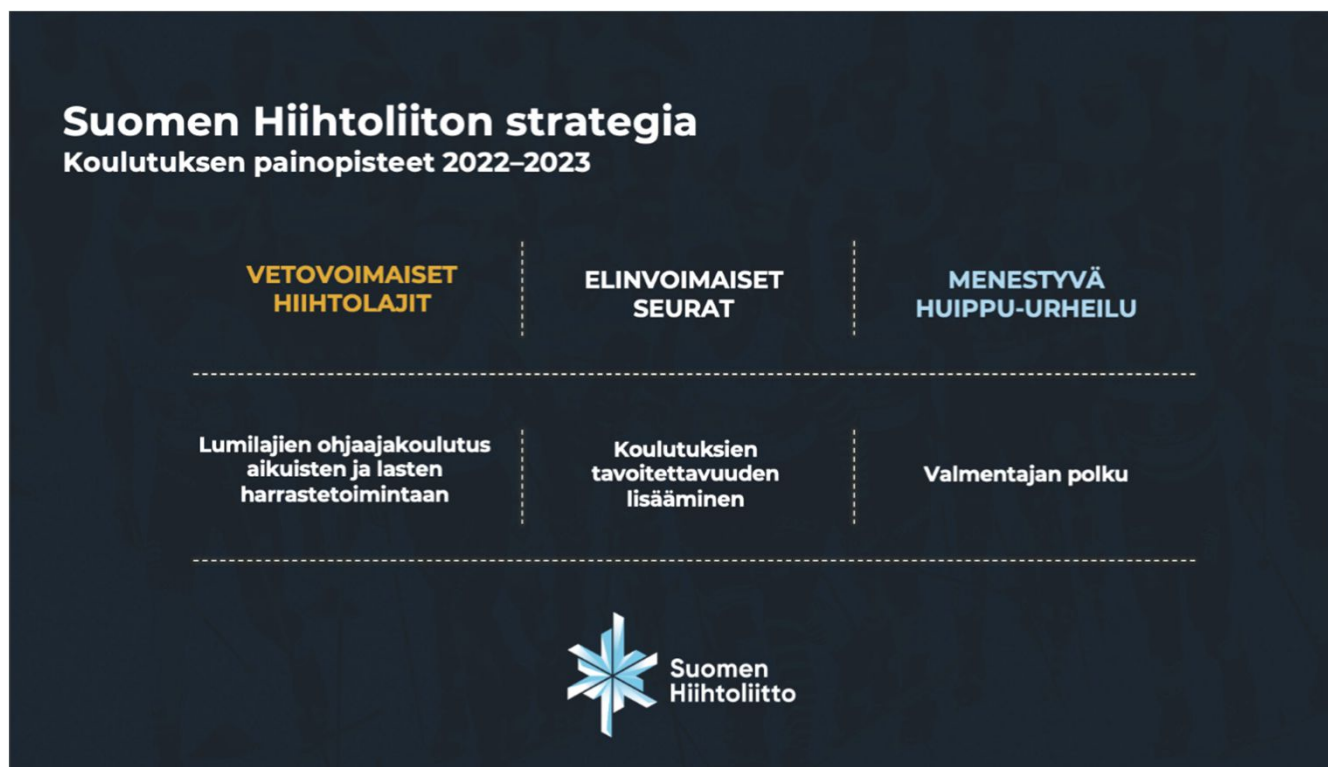 Suomen Hiihtoliiton strategia
Koulutuksen painopisteet 2022–2023
VETOVOIMAISET
HIIHTOLAJIT
ELINVOIMAISET
SEURAT
MENESTYVÄ
HUIPPU-URHEILU
Lumilajien ohjaajakoulutus
aikuisten ja lasten
harrastetoimintaan
Koulutuksien
tavoitettavuuden
lisääminen
Valmentajan polku
Suomen
Hiihtoliitto